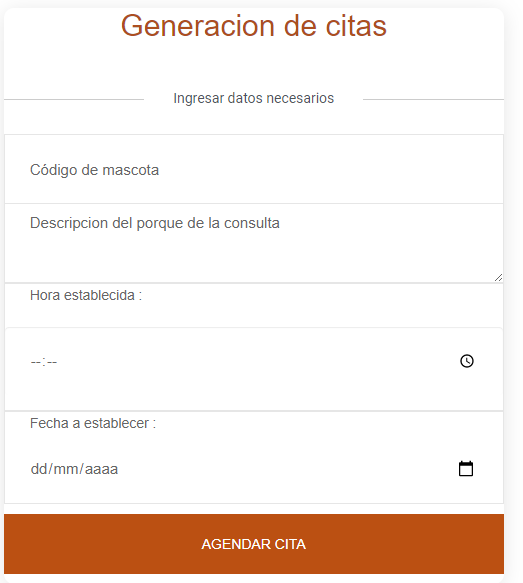 Generacion de citas
Ingresar datos necesarios
Código de mascota
Descripcion del porque de la consulta
Hora establecida :
--:--
Fecha a establecer :
dd/mm/aaaa
AGENDAR CITA